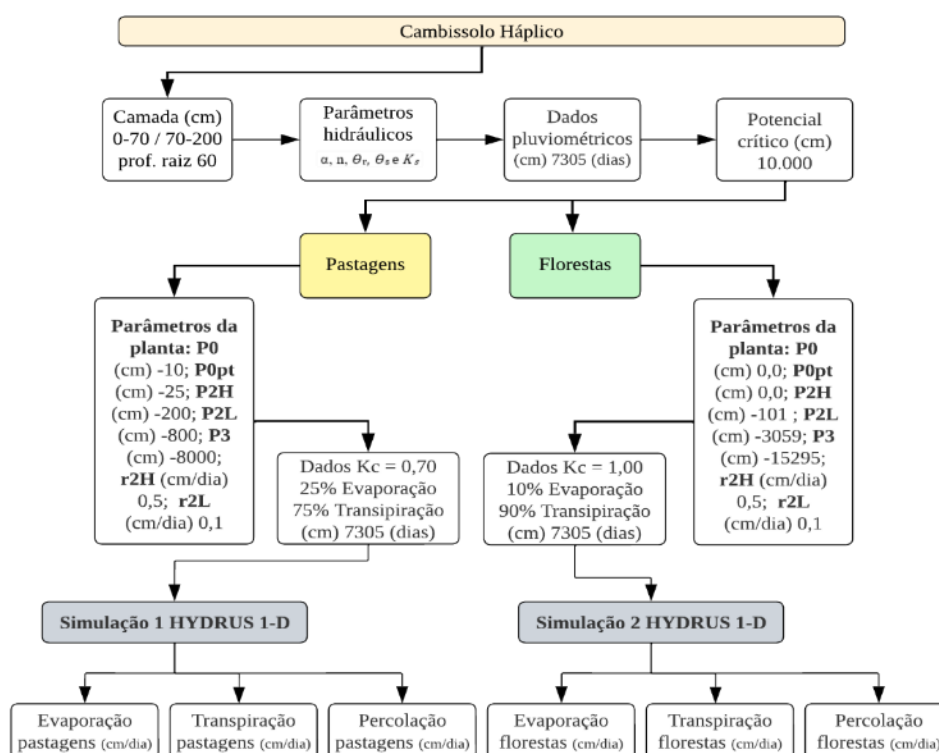 Cambissolo Háplico
Camada (cm)
0-70 / 70-200
prof. raiz 60
Parâmetros
hidráulicos
α, n, θr, θs e Ks
Dados
pluviométricos
(cm) 7305 (dias)
Potencial
crítico (cm)
10.000
Pastagens
Florestas
Parâmetros da
planta: P0
(cm) -10; P0pt
(cm) -25; P2H
(cm) -200; P2L
(cm) -800; P3
(cm) -8000;
r2H (cm/dia)
0,5; r2L
(cm/dia) 0,1
Parâmetros da
planta: P0
(cm) 0,0; P0pt
(cm) 0,0; P2H
(cm) -101 ; P2L
(cm) -3059; P3
(cm) -15295;
r2H (cm/dia)
0,5; r2L
(cm/dia) 0,1
Dados Kc = 0,70
25% Evaporação
75% Transipiração
(cm) 7305 (dias)
Dados Kc = 1,00
10% Evaporação
90% Transipiração
(cm) 7305 (dias)
Simulação 1 HYDRUS 1-D
Simulação 2 HYDRUS 1-D
Evaporação
pastagens (cm/dia)
Transpiração
pastagens (cm/dia)
Percolação
pastagens (cm/dia)
Evaporação
florestas (cm/dia)
Transpiração
florestas (cm/dia)
Percolação
florestas (cm/dia)